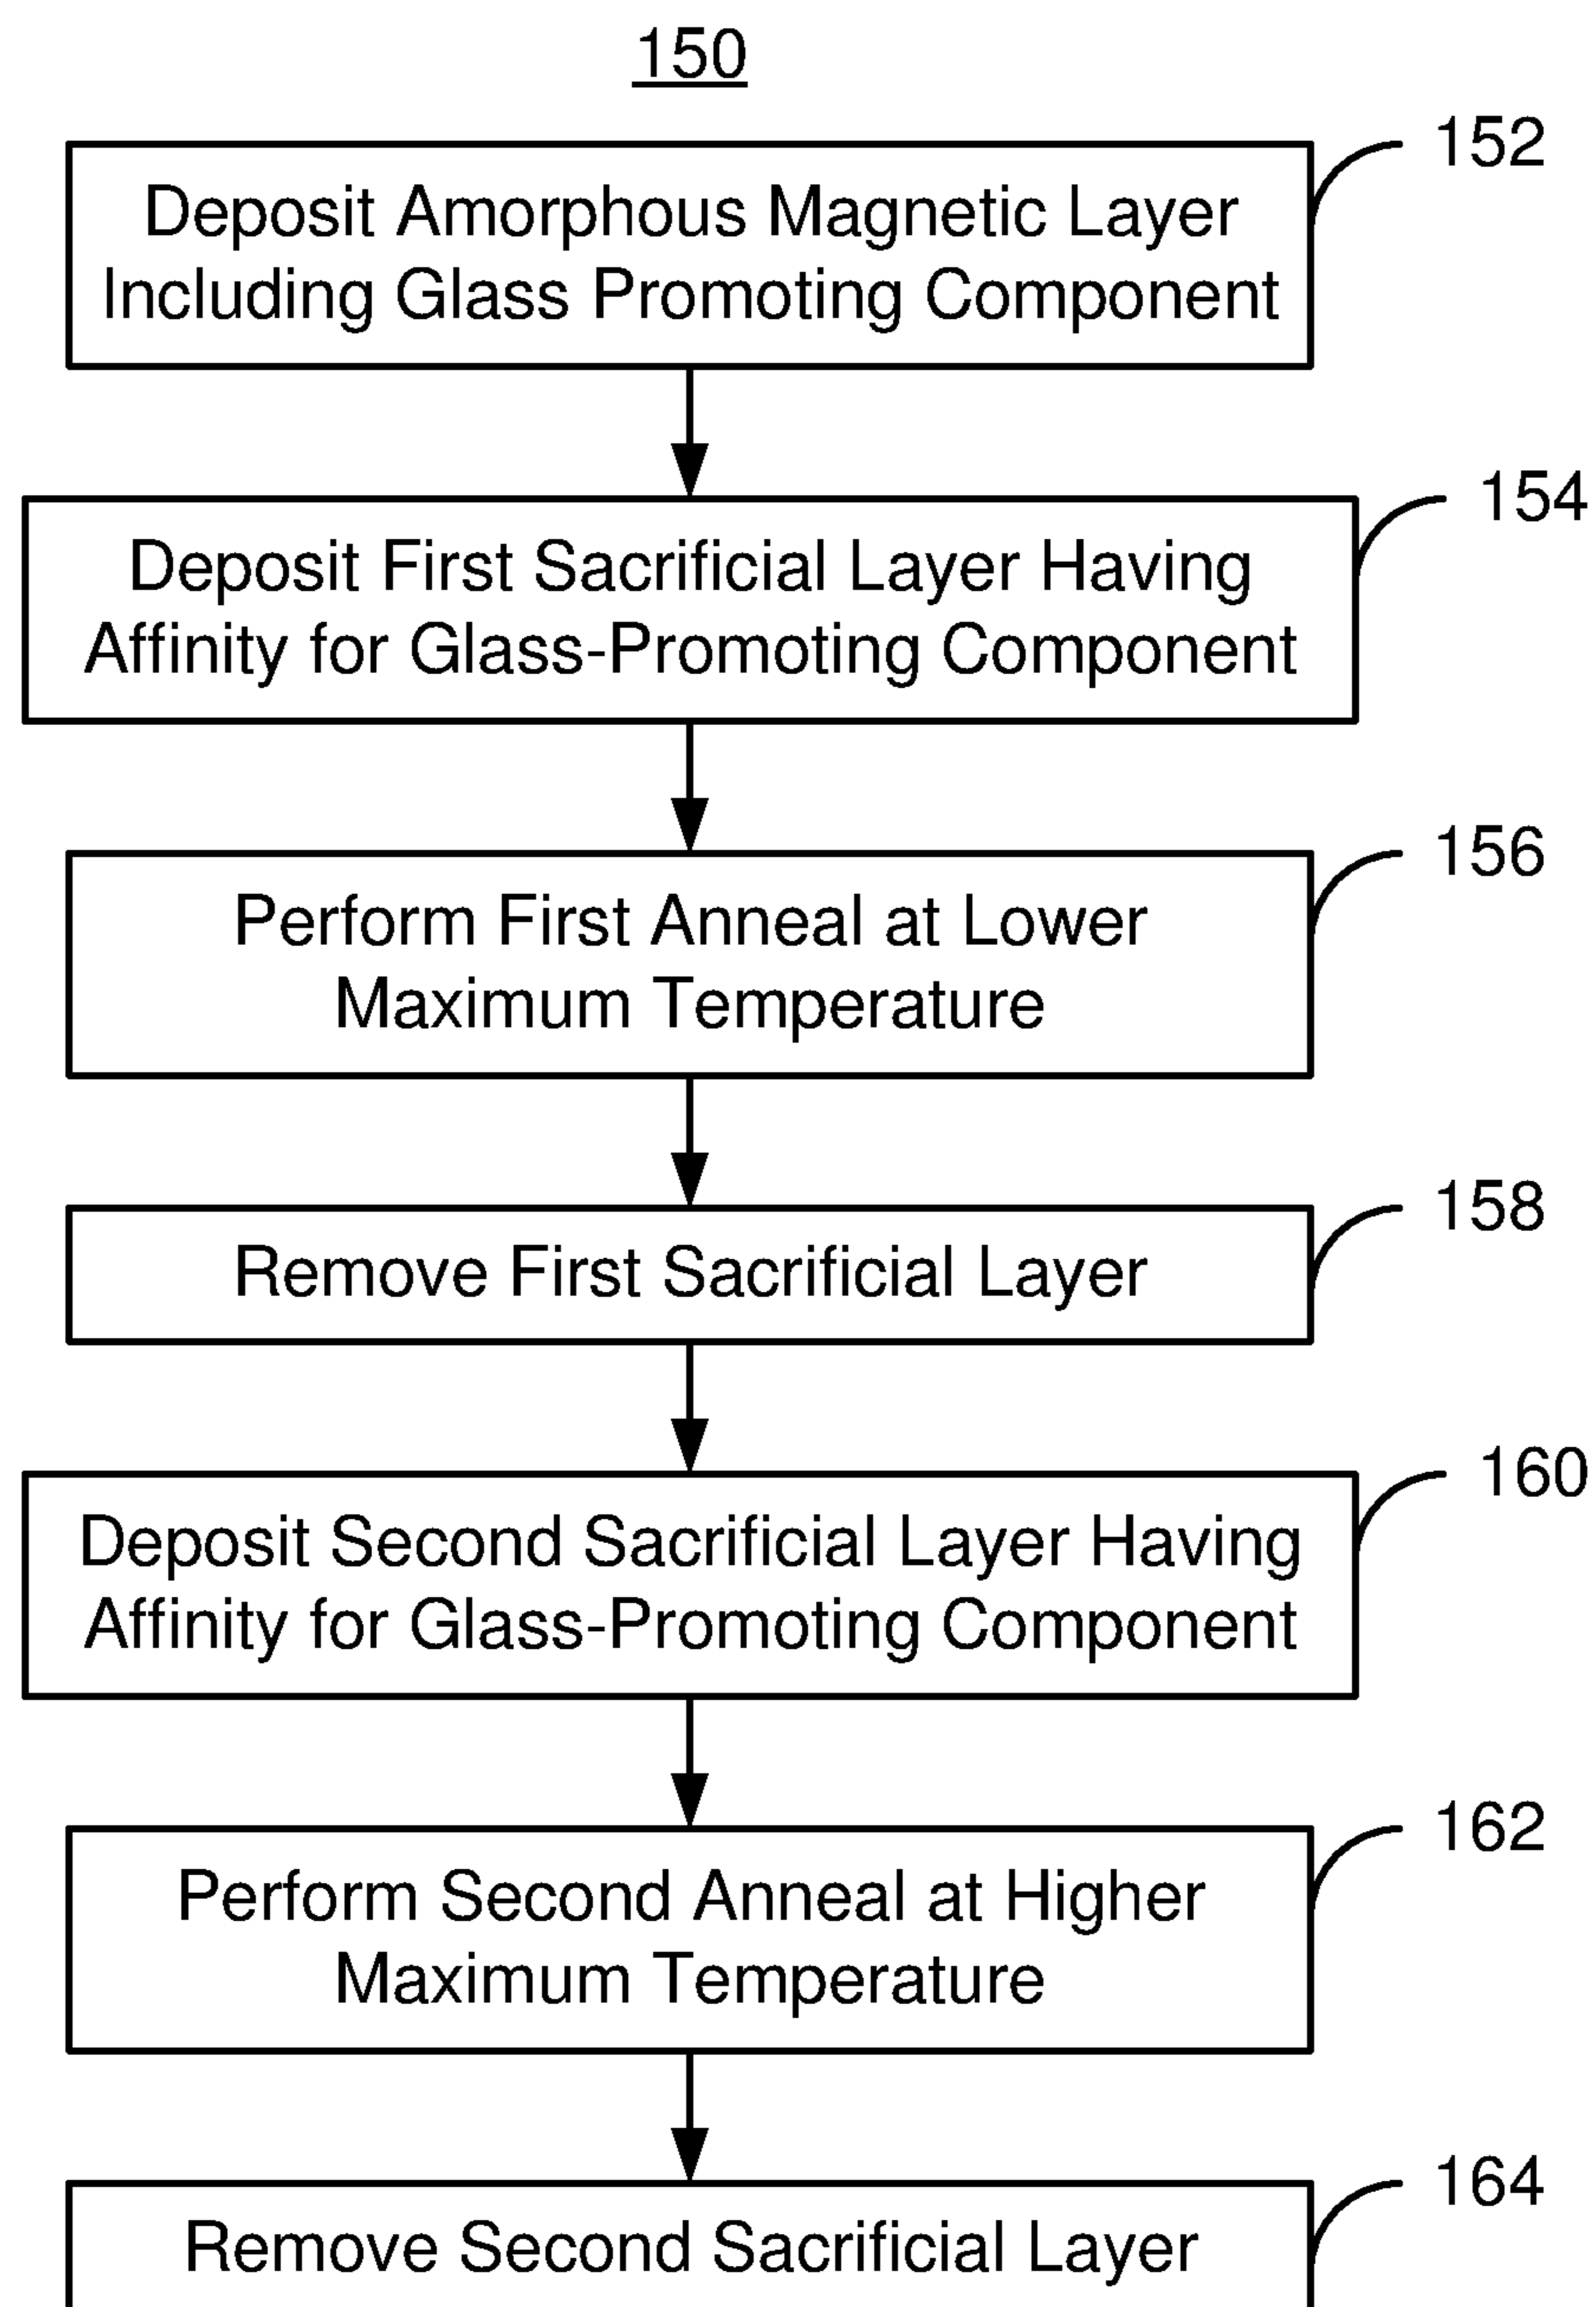 150
152
Deposit Amorphous Magnetic Layer
Including Glass Promoting Component
154
Deposit First Sacrificial Layer Having
Affinity for Glass-Promoting Component
156
Perform First Anneal at Lower
Maximum Temperature
158
Remove First Sacrificial Layer
160
Deposit Second Sacrificial Layer Having
Affinity for Glass-Promoting Component
162
Perform Second Anneal at Higher
Maximum Temperature
164
Remove Second Sacrificial Layer